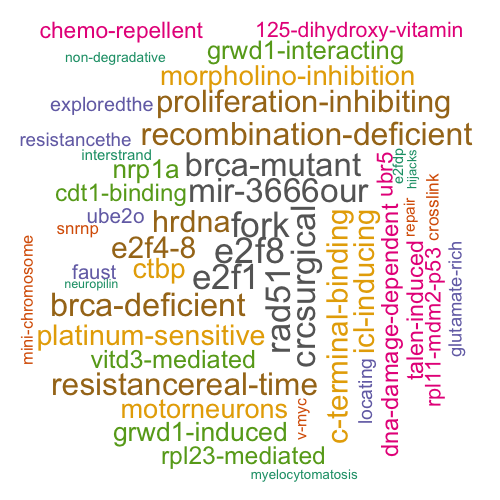 chemo-repellent
125-dihydroxy-vitamin
non-degradative
grwd1-interacting
morpholino-inhibition
exploredthe
proliferation-inhibiting
resistancethe
recombination-deficient
interstrand
nrp1a
brca-mutant
ubr5
e2fdp
hijacks
cdt1-binding
mir-3666our
ube2o
hrdna
fork
snrnp
e2f4-8
e2f8
faust
ctbp
e2f1
neuropilin
rad51
crcsurgical
c-terminal-binding
icl-inducing
dna-damage-dependent
talen-induced
repair
crosslink
rpl11-mdm2-p53
glutamate-rich
locating
mini-chromosome
brca-deficient
platinum-sensitive
vitd3-mediated
resistancereal-time
motorneurons
v-myc
grwd1-induced
rpl23-mediated
myelocytomatosis